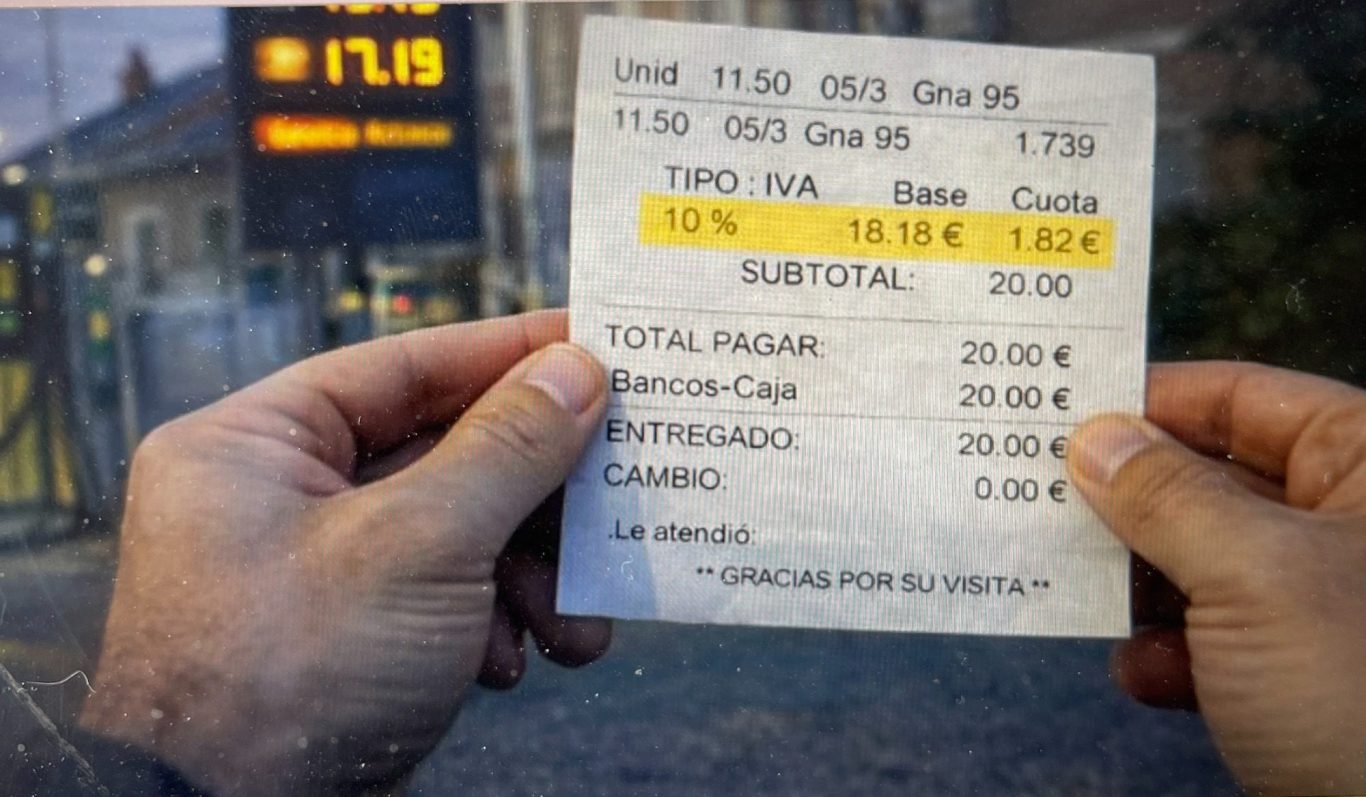 17.19
Unid 11.50 05/3 Gna 95
11.50 05/3 Gna 95 1.739
TIPO : IVA Base Cuota
10 % 18.18 € 1.82 €
SUBTOTAL: 20.00
TOTAL PAGAR: 20.00 €
Bancos-Caja 20.00 €
ENTREGADO: 20.00 €
CAMBIO: 0.00 €
.Le atendió:
** GRACIAS POR SU VISITA **